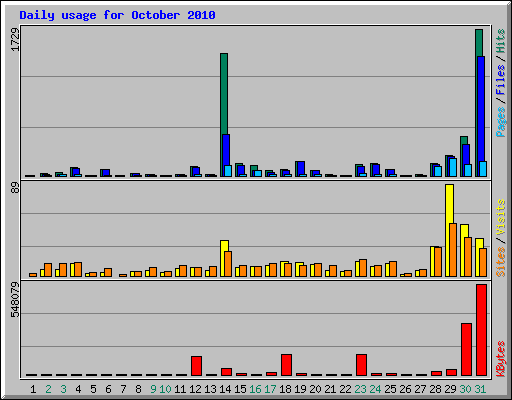 Daily usage for October 2010
1729
Pages / Files / Hits
89
Sites / Visits
548079
KBytes
1 2 3 4 5 6 7 8 9 10 11 12 13 14 15 16 17 18 19 20 21 22 23 24 25 26 27 28 29 30 31